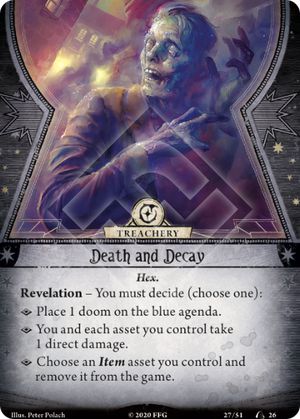 TREACHERY
Death and Decay
Hex.
Revelation – You must decide (choose one):
Place 1 doom on the blue agenda.
You and each asset you control take
1 direct damage.
Choose an Item asset you control and
remove it from the game.
Illus. Peter Polach © 2020 FFG 27/51 26